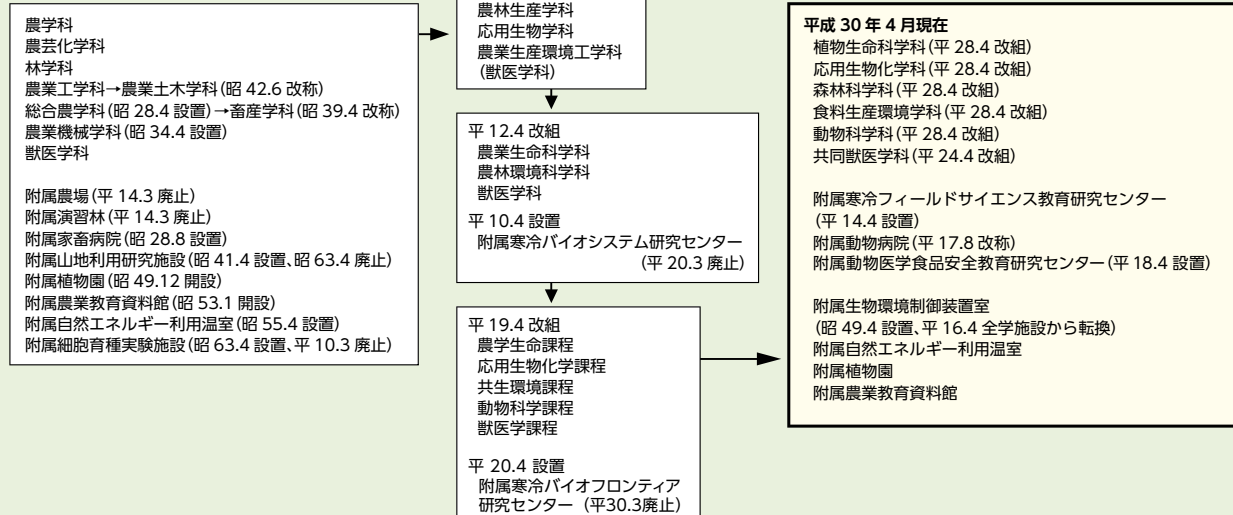 農学科
農芸化学科
林学科
農業工学科→農業土木学科(昭 42.6 改称)
総合農学科(昭 28.4 設置)→畜産学科(昭 39.4 改称)
農業機械学科(昭 34.4 設置)
獣医学科
附属農場(平 14.3 廃止)
附属演習林(平 14.3 廃止)
附属家畜病院(昭 28.8 設置)
附属山地利用研究施設(昭 41.4 設置、昭 63.4 廃止)
附属植物園(昭 49.12 開設)
附属農業教育資料館(昭 53.1 開設)
附属自然エネルギー利用温室(昭 55.4 設置)
附属細胞育種実験施設(昭 63.4 設置、平 10.3 廃止)
農林生産学科
応用生物学科
農業生産環境工学科
(獣医学科)
平 12.4 改組
農業生命科学科
農林環境科学科
獣医学科
平 10.4 設置
附属寒冷バイオシステム研究センター
(平 20.3 廃止)
平 19.4 改組
農学生命課程
応用生物化学課程
共生環境課程
動物科学課程
獣医学課程
平 20.4 設置
附属寒冷バイオフロンティア
研究センター (平30.3廃止)
平成 30 年 4 月現在
植物生命科学科(平 28.4 改組)
応用生物化学科(平 28.4 改組)
森林科学科(平 28.4 改組)
食料生産環境学科(平 28.4 改組)
動物科学科(平 28.4 改組)
共同獣医学科(平 24.4 改組)
附属寒冷フィールドサイエンス教育研究センター
(平 14.4 設置)
附属動物病院(平 17.8 改称)
附属動物医学食品安全教育研究センター(平 18.4 設置)
附属生物環境制御装置室
(昭 49.4 設置、平 16.4 全学施設から転換)
附属自然エネルギー利用温室
附属植物園
附属農業教育資料館